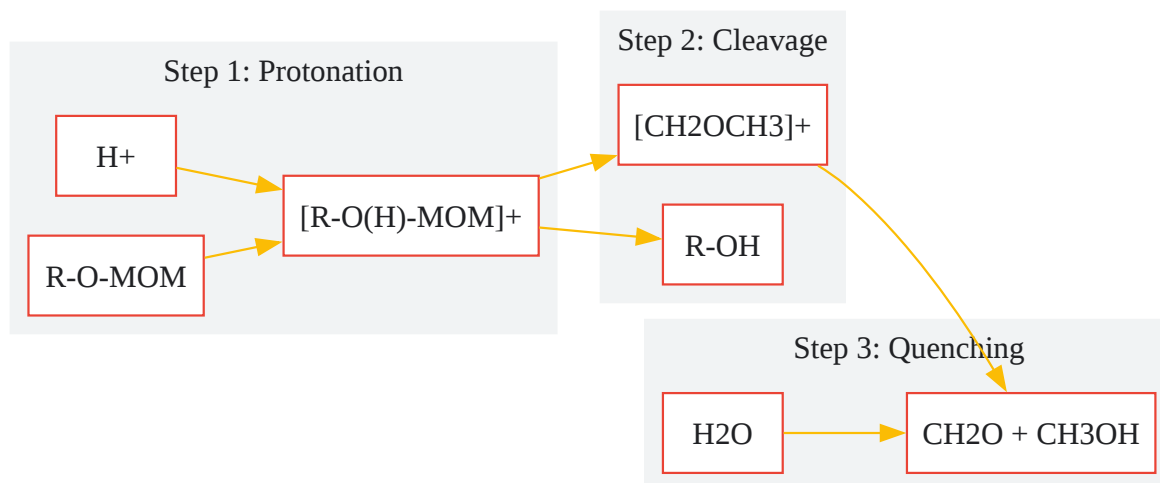 Step 1: Protonation
H+
R-O-MOM
[R-O(H)-MOM]+
Step 2: Cleavage
[CH2OCH3]+
R-OH
Step 3: Quenching
H2O
CH2O + CH3OH